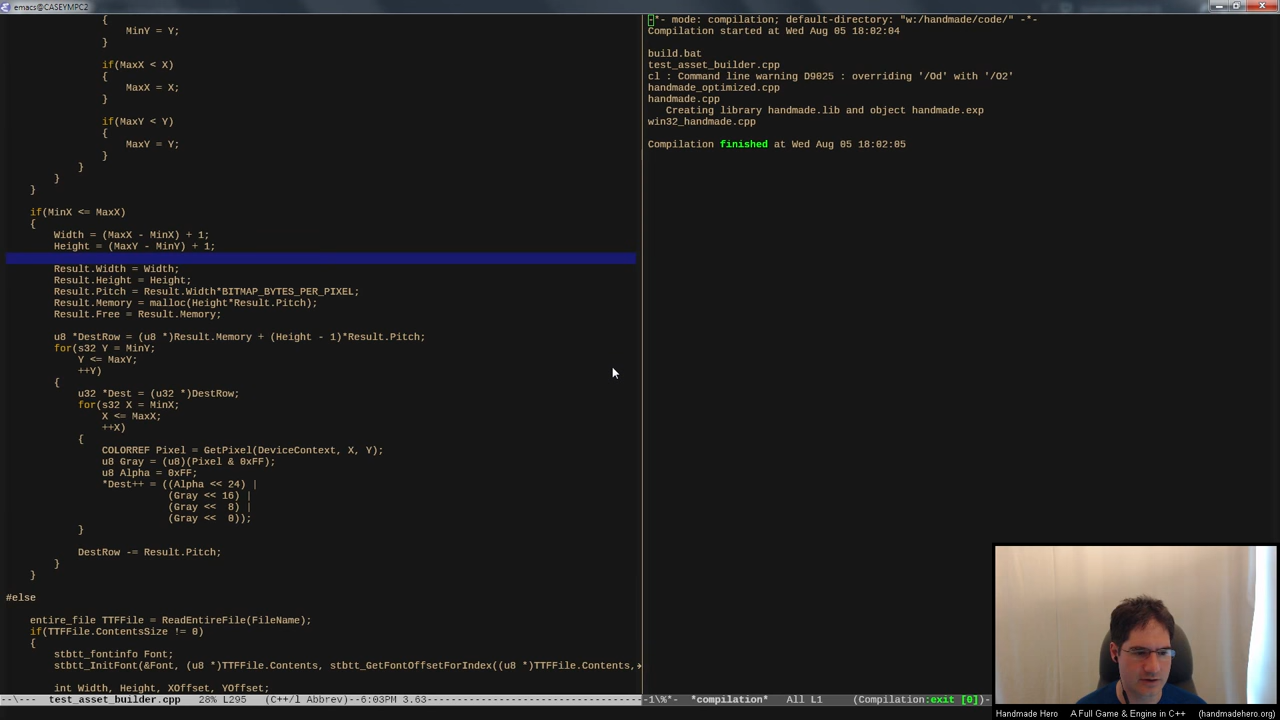 emacs@CASEYMPC2
{
MinY = Y;
}
if(MaxX < X)
{
MaxX = X;
}
if(MaxY < Y)
{
MaxY = Y;
}
}
}
}
if(MinX <= MaxX)
{
Width = (MaxX - MinX) + 1;
Height = (MaxY - MinY) + 1;
Result.Width = Width;
Result.Height = Height;
Result.Pitch = Result.Width*BITMAP_BYTES_PER_PIXEL;
Result.Memory = malloc(Height*Result.Pitch);
Result.Free = Result.Memory;
u8 *DestRow = (u8 *)Result.Memory + (Height - 1)*Result.Pitch;
for(s32 Y = MinY;
Y <= MaxY;
++Y)
{
u32 *Dest = (u32 *)DestRow;
for(s32 X = MinX;
X <= MaxX;
++X)
{
COLORREF Pixel = GetPixel(DeviceContext, X, Y);
u8 Gray = (u8)(Pixel & 0xFF);
u8 Alpha = 0xFF;
*Dest++ = ((Alpha << 24) |
(Gray << 16) |
(Gray <<  8) |
(Gray <<  0));
}
DestRow -= Result.Pitch;
}
}
#else
entire_file TTFFile = ReadEntireFile(FileName);
if(TTFFile.ContentsSize != 0)
{
stbtt_fontinfo Font;
stbtt_InitFont(&Font, (u8 *)TTFFile.Contents, stbtt_GetFontOffsetForIndex((u8 *)TTFFile.Contents,
int Width, Height, XOffset, YOffset;
--\---  test_asset_builder.cpp   28% L295   (C++/l Abbrev)--6:03PM 3.63
-*- mode: compilation; default-directory: "w:/handmade/code/" -*-
Compilation started at Wed Aug 05 18:02:04
build.bat
test_asset_builder.cpp
cl : Command line warning D9025 : overriding '/Od' with '/O2'
handmade_optimized.cpp
handmade.cpp
Creating library handmade.lib and object handmade.exp
win32_handmade.cpp
Compilation finished at Wed Aug 05 18:02:05
-1\%*-  *compilation*   All L1   (Compilation:exit [0])-
Handmade Hero   A Full Game & Engine in C++   (handmadehero.org)